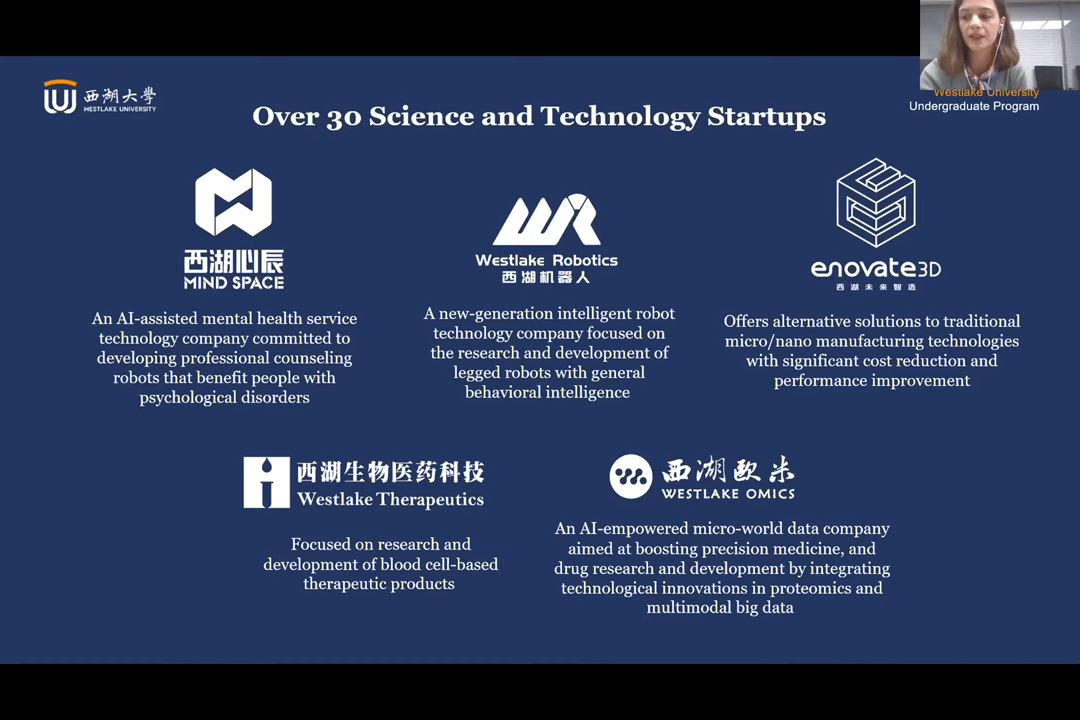 西湖大學
WESTLAKE UNIVERSITY
Westlake University
Undergraduate Program
Over 30 Science and Technology Startups
西湖心辰
MIND SPACE
An AI-assisted mental health service
technology company committed to
developing professional counseling
robots that benefit people with
psychological disorders
Westlake Robotics
西湖机器人
A new-generation intelligent robot
technology company focused on
the research and development of
legged robots with general
behavioral intelligence
enovate3D
西湖未来智造
Offers alternative solutions to traditional
micro/nano manufacturing technologies
with significant cost reduction and
performance improvement
西湖生物医药科技
Westlake Therapeutics
Focused on research and
development of blood cell-based
therapeutic products
西湖欧米
WESTLAKE OMICS
An AI-empowered micro-world data company
aimed at boosting precision medicine, and
drug research and development by integrating
technological innovations in proteomics and
multimodal big data